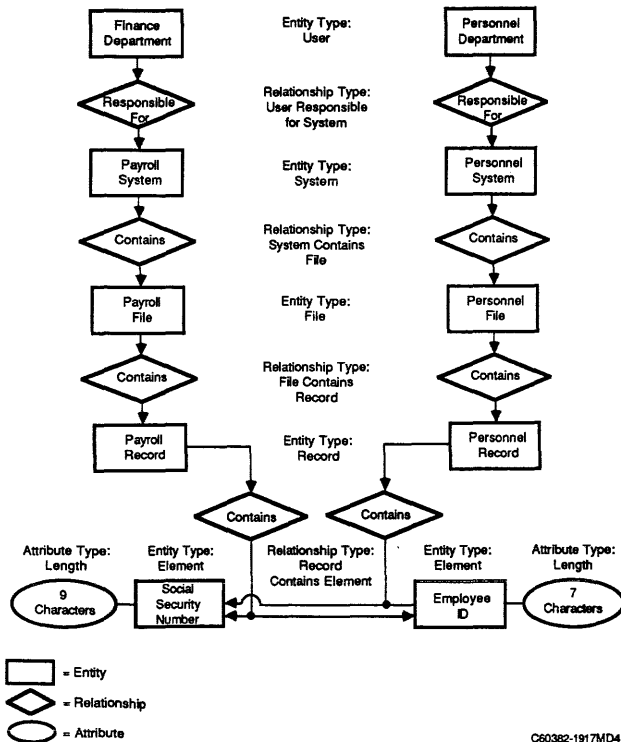 Finance
Department
Entity Type:
User
Personnel
Department
Responsible
For
Relationship Type:
User Responsible
for System
Responsible
For
Payroll
System
Entity Type:
System
Personnel
System
Contains
Relationship Type:
System Contains
File
Contains
Payroll
File
Entity Type:
File
Personnel
File
Contains
Relationship Type:
File Contains
Record
Contains
Payroll
Record
Entity Type:
Record
Personnel
Record
Contains
Contains
Attribute Type:
Length
Entity Type:
Element
Relationship Type:
Record
Contains Element
Entity Type:
Element
Attribute Type:
Length
9
Characters
Social
Security
Number
Employee
ID
7
Characters
= Entity
= Relationship
= Attribute
C60382-1917MD4